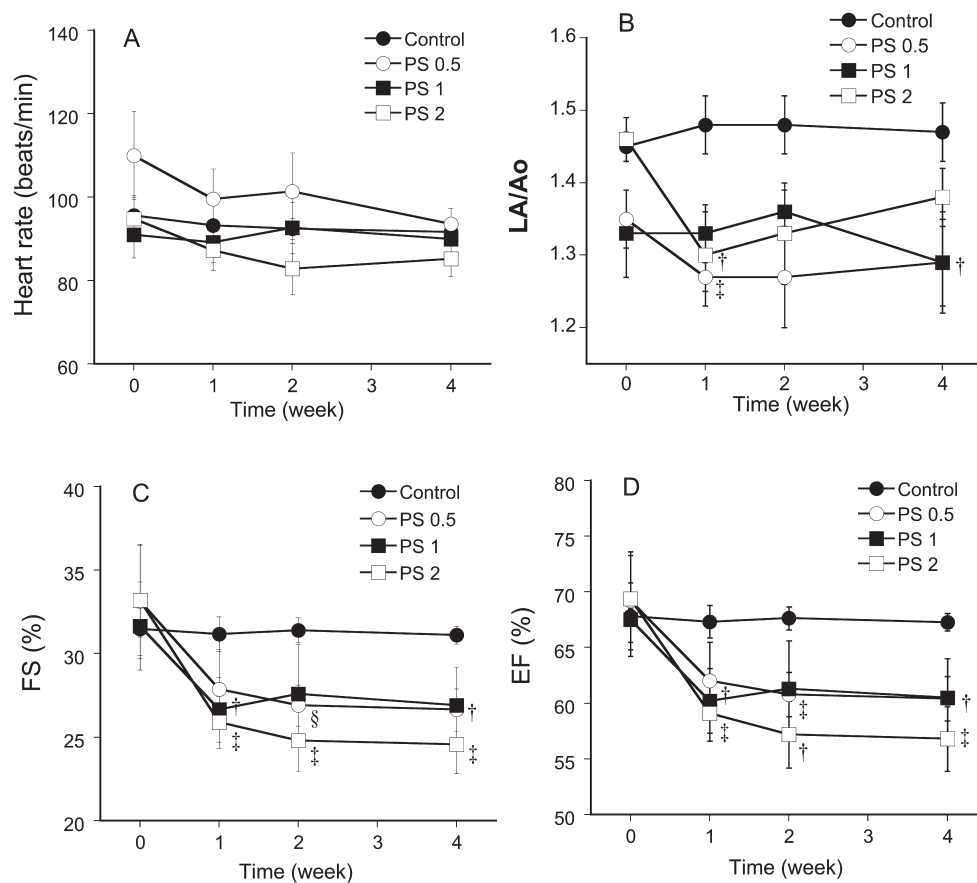 A
Control
PS 0.5
PS 1
PS 2
140
120
100
80
60
Heart rate (beats/min)
0 1 2 3 4
Time (week)
B
Control
PS 0.5
PS 1
PS 2
1.6
1.5
1.4
1.3
1.2
LA/Ao
†
‡
†
0 1 2 3 4
Time (week)
C
Control
PS 0.5
PS 1
PS 2
40
35
30
25
20
FS (%)
†
‡
§
‡
†
‡
0 1 2 3 4
Time (week)
D
Control
PS 0.5
PS 1
PS 2
80
75
70
65
60
55
50
EF (%)
†
‡
‡
†
†
‡
0 1 2 3 4
Time (week)